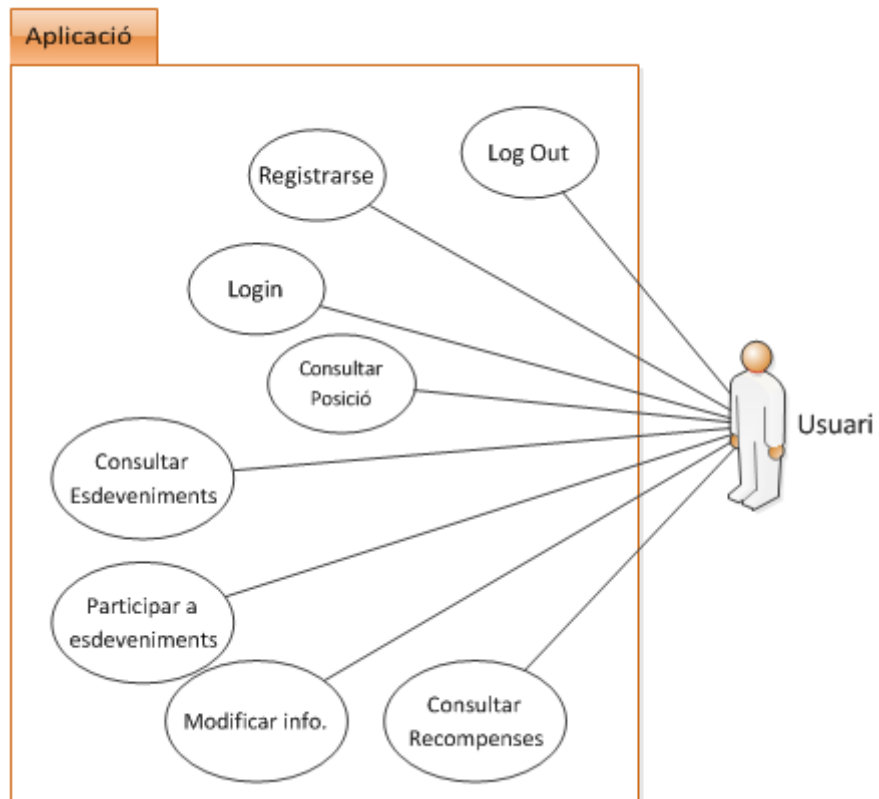 Aplicació
Log Out
Registrarse
Login
Consultar
Posició
Usuari
Consultar
Esdeveniments
Participar a
esdeveniments
Modificar info.
Consultar
Recompenses